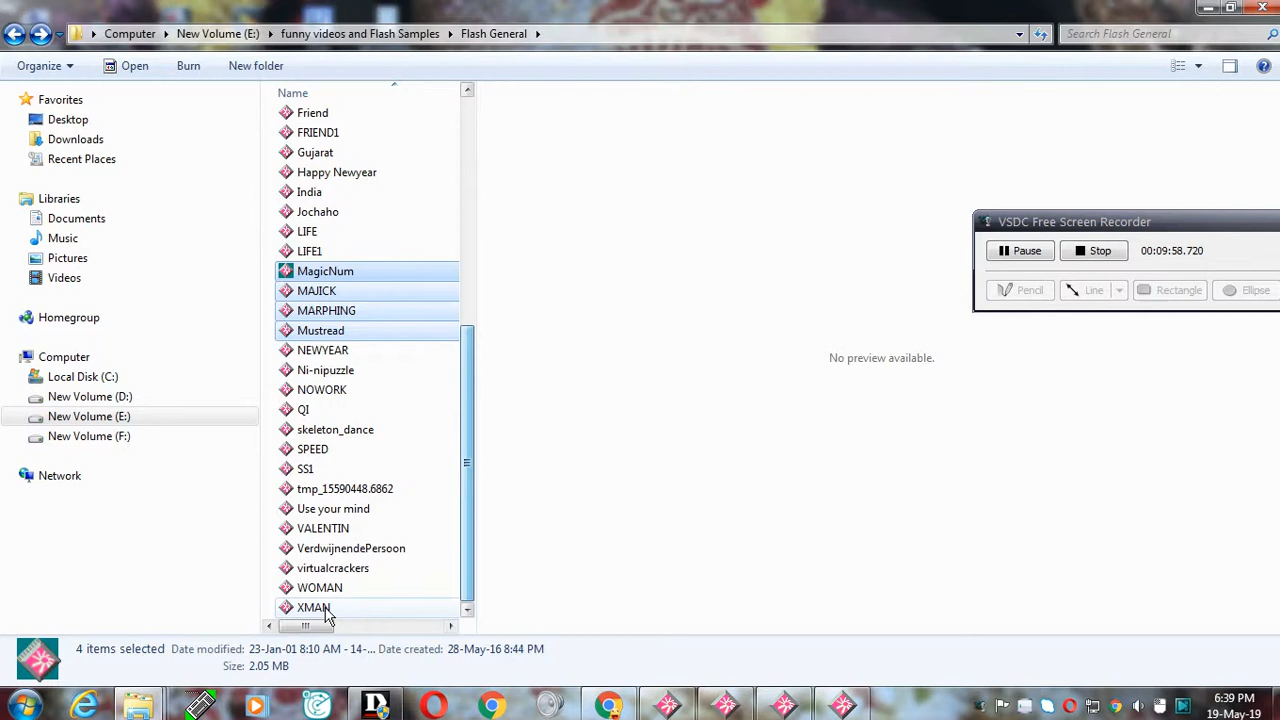 Computer New Volume (E:) funny videos and Flash Samples Flash General
Search Flash General
Organize Open Burn New folder
Favorites
Desktop
Downloads
Recent Places
Libraries
Documents
Music
Pictures
Videos
Homegroup
Computer
Local Disk (C:)
New Volume (D:)
New Volume (E:)
New Volume (F:)
Network
Name
Friend
FRIEND1
Gujarat
Happy Newyear
India
Jochaho
LIFE
LIFE1
MagicNum
MAJICK
MARPHING
Mustread
NEWYEAR
Ni-nipuzzle
NOWORK
QI
skeleton_dance
SPEED
SS1
tmp_15590448.6862
Use your mind
VALENTIN
VerdwijnendePersoon
virtualcrackers
WOMAN
XMAN
No preview available.
VSDC Free Screen Recorder
Pause Stop 00:09:58.720
Pencil Line Rectangle Ellipse
4 items selected Date modified: 23-Jan-01 8:10 AM - 14-... Date created: 28-May-16 8:44 PM
Size: 2.05 MB
6:39 PM
19-May-19